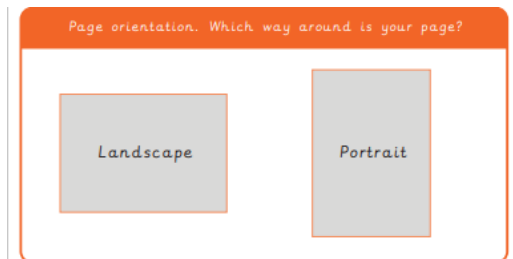 Page orientation. Which way around is your page?
Landscape
Portrait